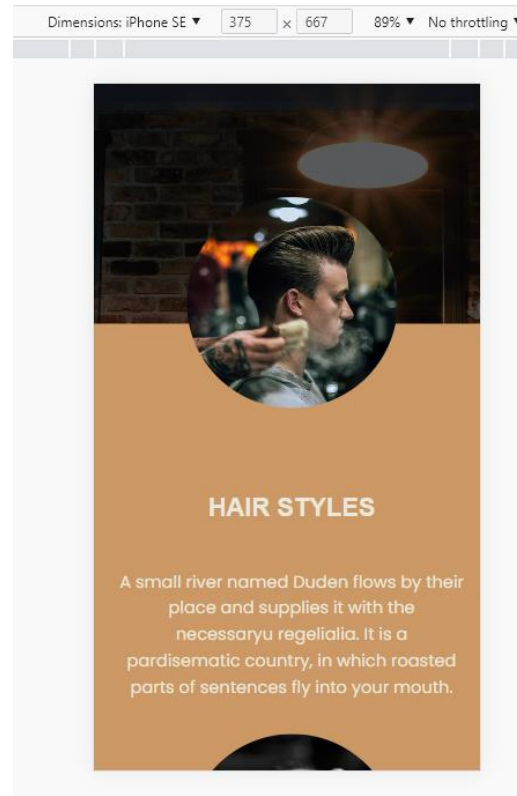 Dimensions: iPhone SE ▼ 375 × 667 89% ▼ No throttling
HAIR STYLES
A small river named Duden flows by their
place and supplies it with the
necessaryu regelialia. It is a
pardisematic country, in which roasted
parts of sentences fly into your mouth.